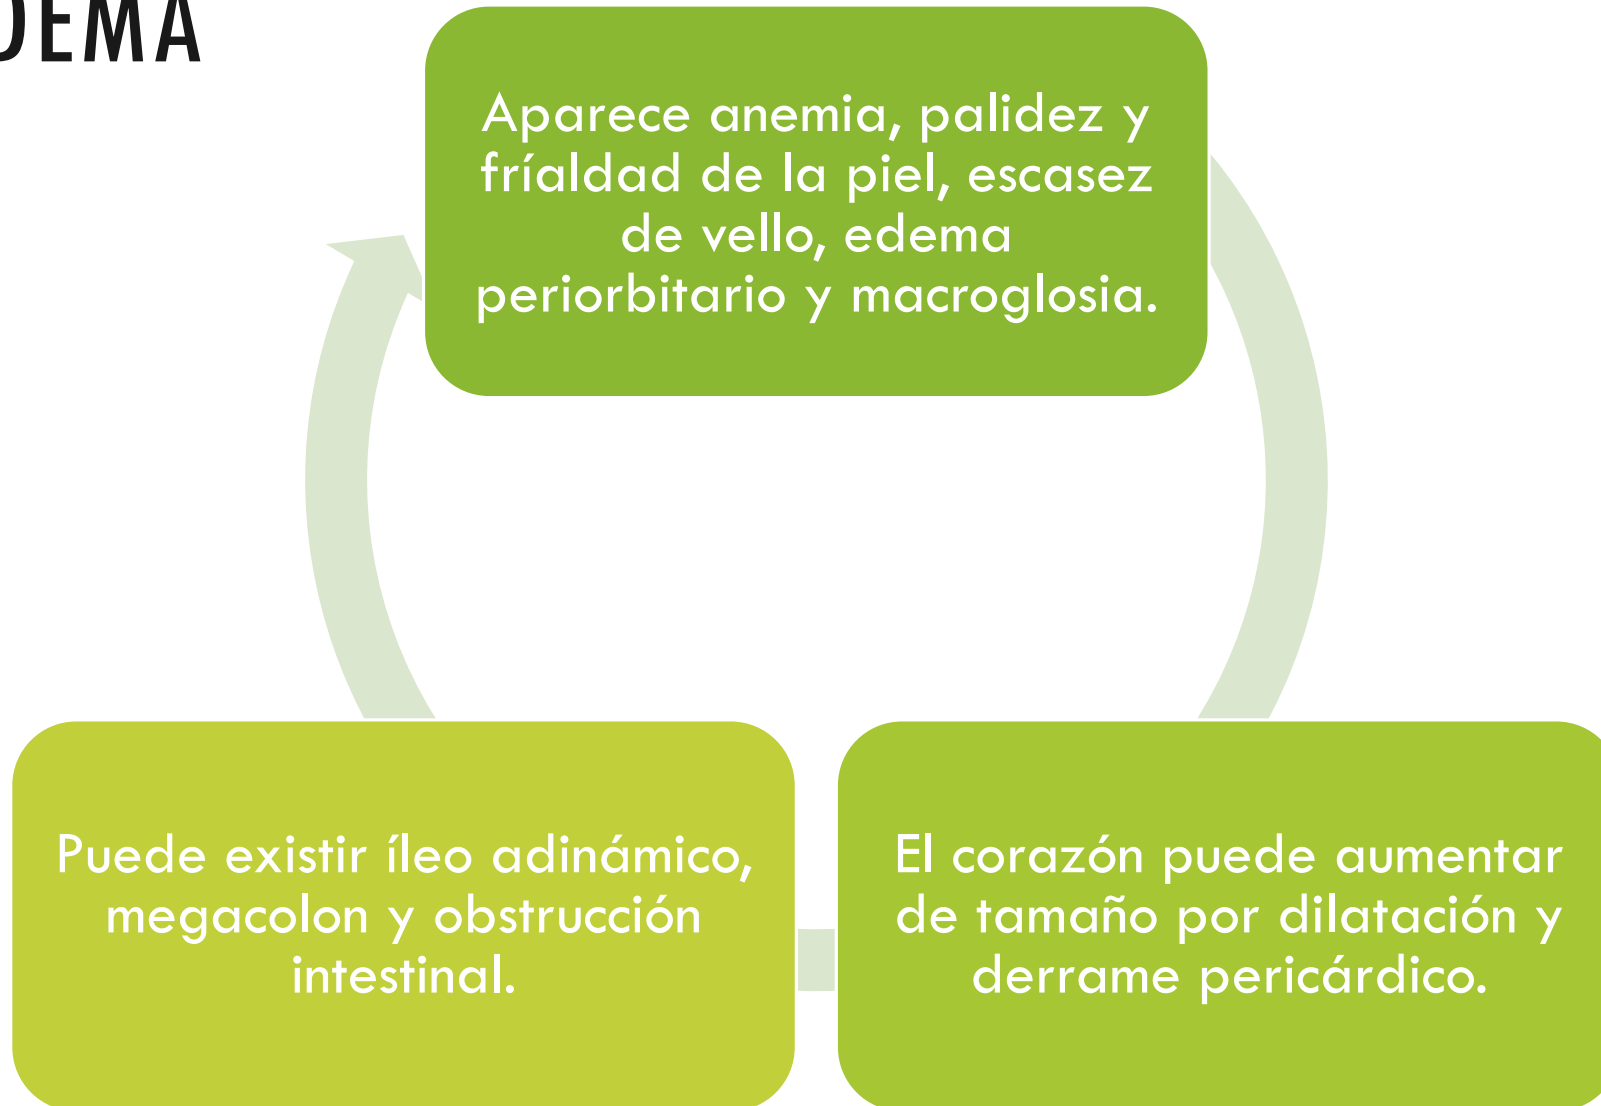 DEMA
Aparece anemia, palidez y
fríaldad de la piel, escasez
de vello, edema
periorbitario y macroglosia.
Puede existir íleo adinámico,
megacolon y obstrucción
intestinal.
El corazón puede aumentar
de tamaño por dilatación y
derrame pericárdico.